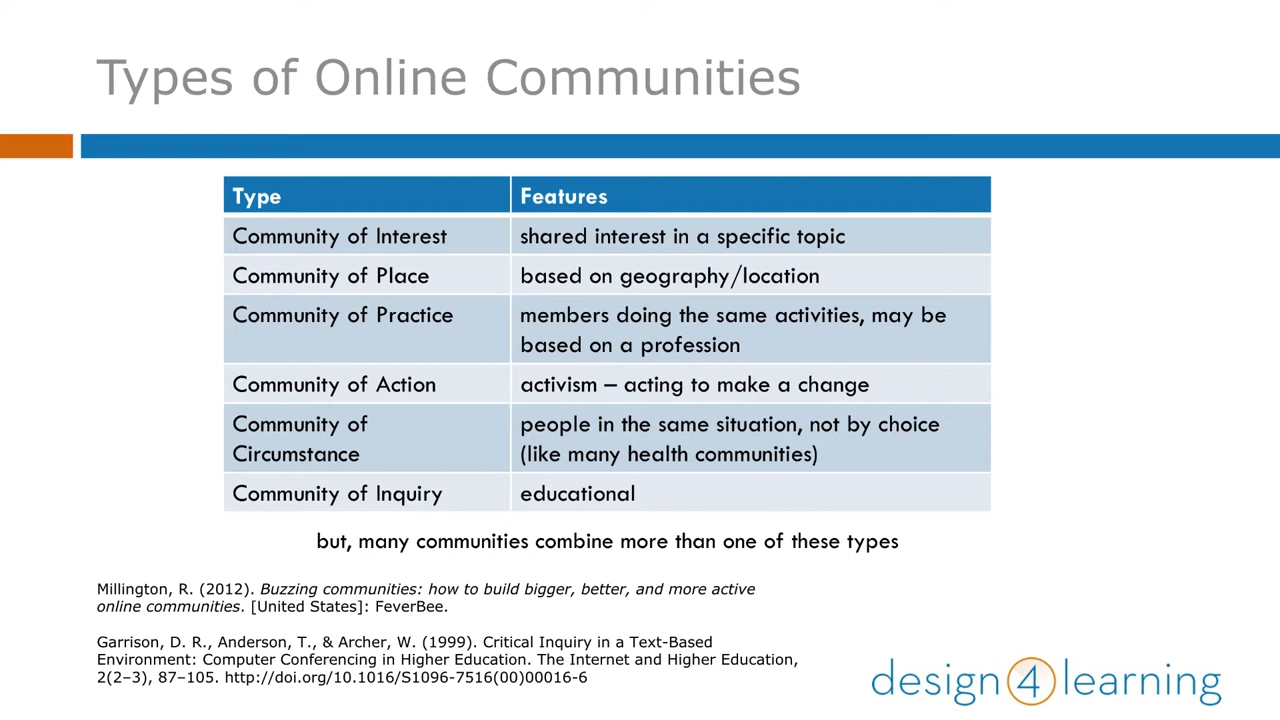 Types of Online Communities
Type Features
Community of Interest shared interest in a specific topic
Community of Place based on geography/location
Community of Practice members doing the same activities, may be
based on a profession
Community of Action activism – acting to make a change
Community of people in the same situation, not by choice
Circumstance (like many health communities)
Community of Inquiry educational
but, many communities combine more than one of these types
Millington, R. (2012). Buzzing communities: how to build bigger, better, and more active
online communities. [United States]: FeverBee.
Garrison, D. R., Anderson, T., & Archer, W. (1999). Critical Inquiry in a Text-Based
Environment: Computer Conferencing in Higher Education. The Internet and Higher Education,
2(2–3), 87–105. http://doi.org/10.1016/S1096-7516(00)00016-6
design 4 learning